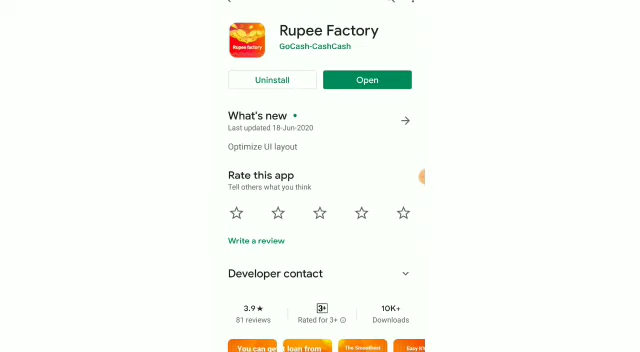 Rupee factory
Rupee Factory
GoCash-CashCash
Uninstall
Open
What's new
Last updated 18-Jun-2020
Optimize UI layout
Rate this app
Tell others what you think
Write a review
Developer contact
3.9★
3+
10K+
81 reviews
Rated for 3+
Downloads
You can get loan from
The Smoothest